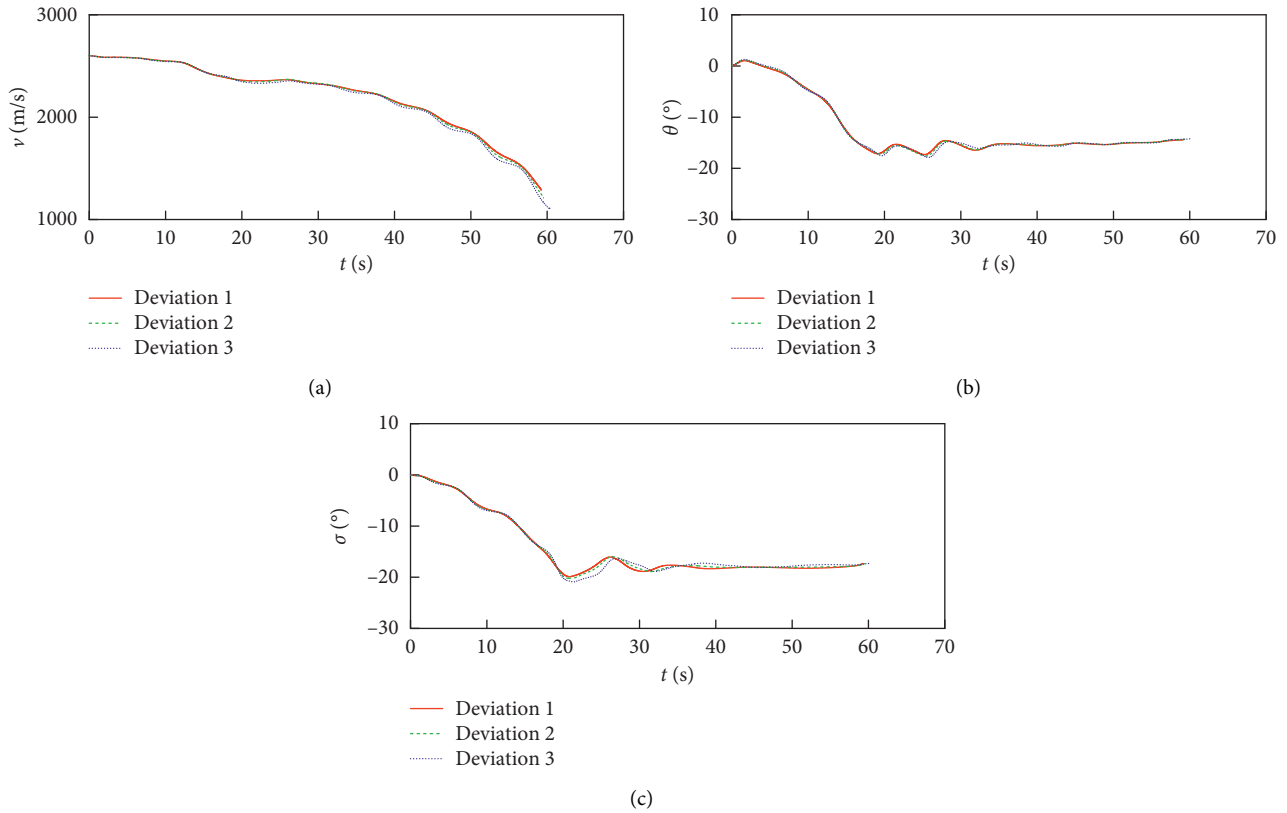 3000
2000
1000
v (m/s)
0 10 20 30 40 50 60 70
t (s)
Deviation 1
Deviation 2
Deviation 3
(a)
10
0
–10
–20
–30
θ (°)
0 10 20 30 40 50 60 70
t (s)
Deviation 1
Deviation 2
Deviation 3
(b)
10
0
–10
–20
–30
σ (°)
0 10 20 30 40 50 60 70
t (s)
Deviation 1
Deviation 2
Deviation 3
(c)